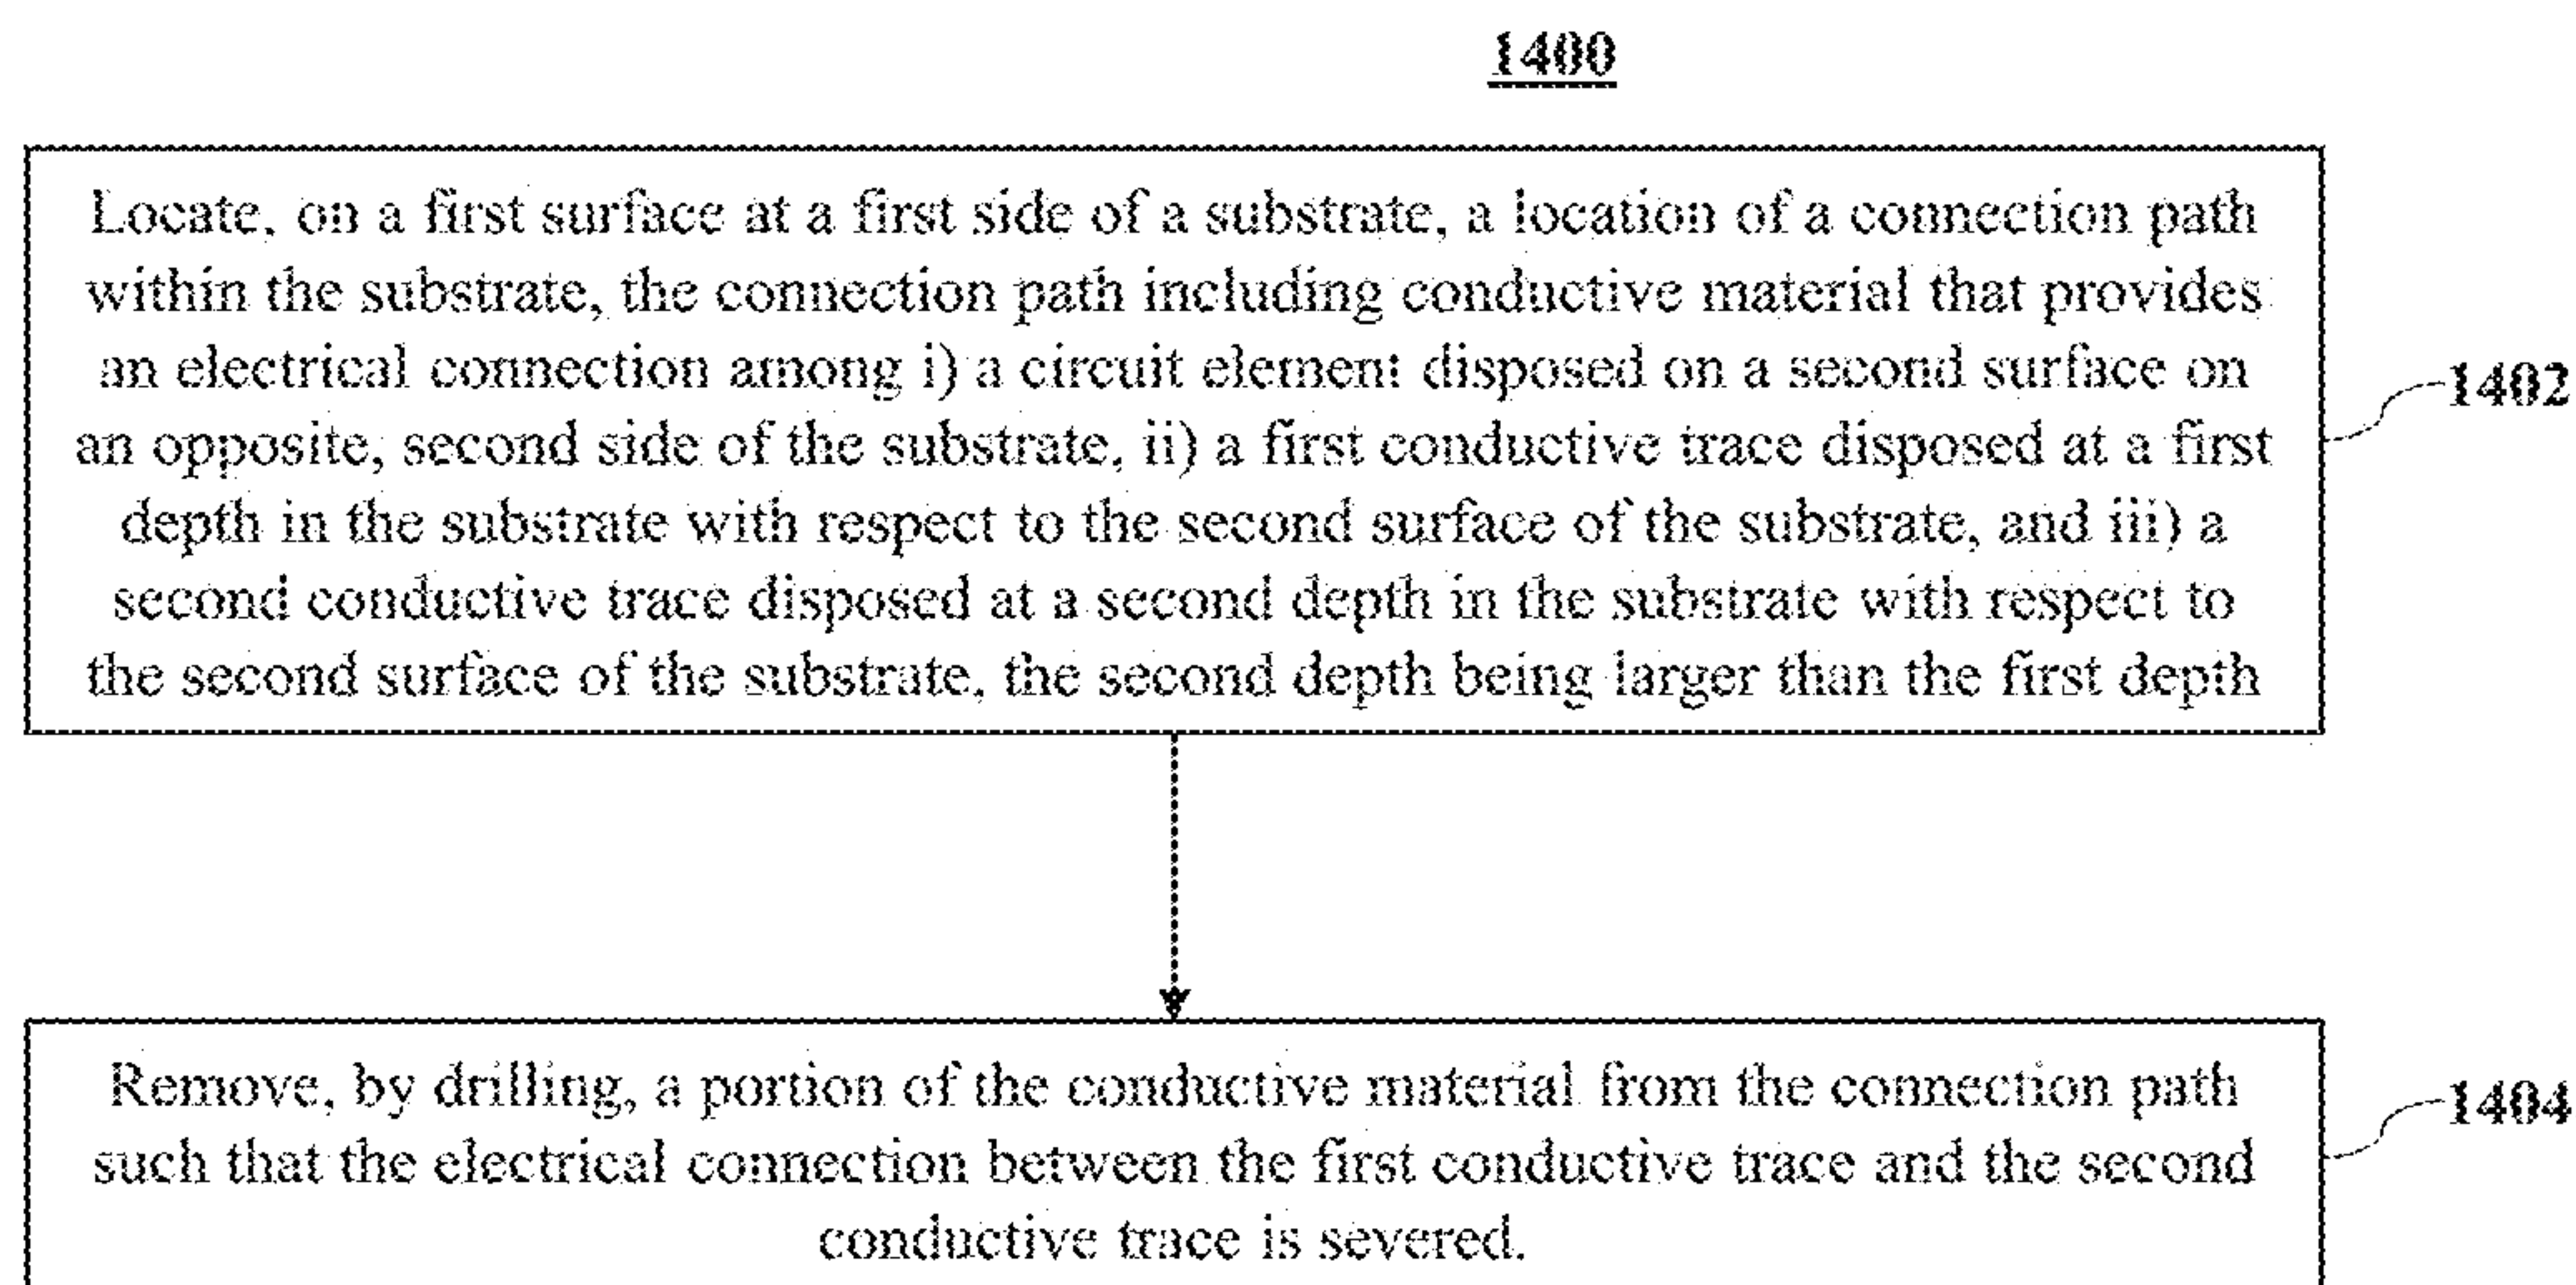 1400
Locate, on a first surface at a first side of a substrate, a location of a connection path
within the substrate, the connection path including conductive material that provides
an electrical connection among i) a circuit element disposed on a second surface on
an opposite, second side of the substrate, ii) a first conductive trace disposed at a first
depth in the substrate with respect to the second surface of the substrate, and iii) a
second conductive trace disposed at a second depth in the substrate with respect to
the second surface of the substrate, the second depth being larger than the first depth
1402
Remove, by drilling, a portion of the conductive material from the connection path
such that the electrical connection between the first conductive trace and the second
conductive trace is severed.
1404